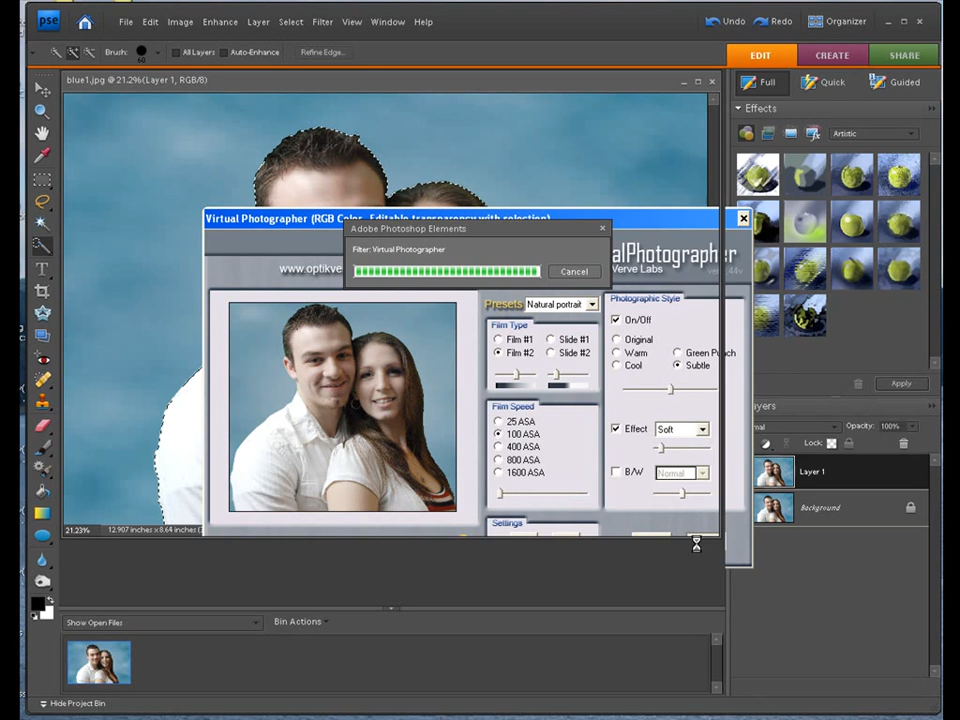 pse File Edit Image Enhance Layer Select Filter View Window Help Undo Redo Organizer
Brush: 60 All Layers Auto-Enhance Refine Edge...
EDIT CREATE SHARE
blue1.jpg @ 21.2% (Layer 1, RGB/8)
Full Quick Guided
Effects
Artistic
Virtual Photographer (RGB Color - Editable transparency with selection)
Adobe Photoshop Elements
Filter: Virtual Photographer
Cancel
www.optikve
alPhotographer
Verve Labs
Presets Natural portrait
Photographic Style
On/Off
Film Type
Film #1 Slide #1
Film #2 Slide #2
Original
Warm Green Punch
Cool Subtle
Film Speed
25 ASA
100 ASA
400 ASA
800 ASA
1600 ASA
Effect Soft
B/W Normal
Settings
Apply
ayers
mal Opacity: 100%
Lock:
Layer 1
Background
21.23% 12.907 inches x 8.64 inches (
Show Open Files Bin Actions
Hide Project Bin